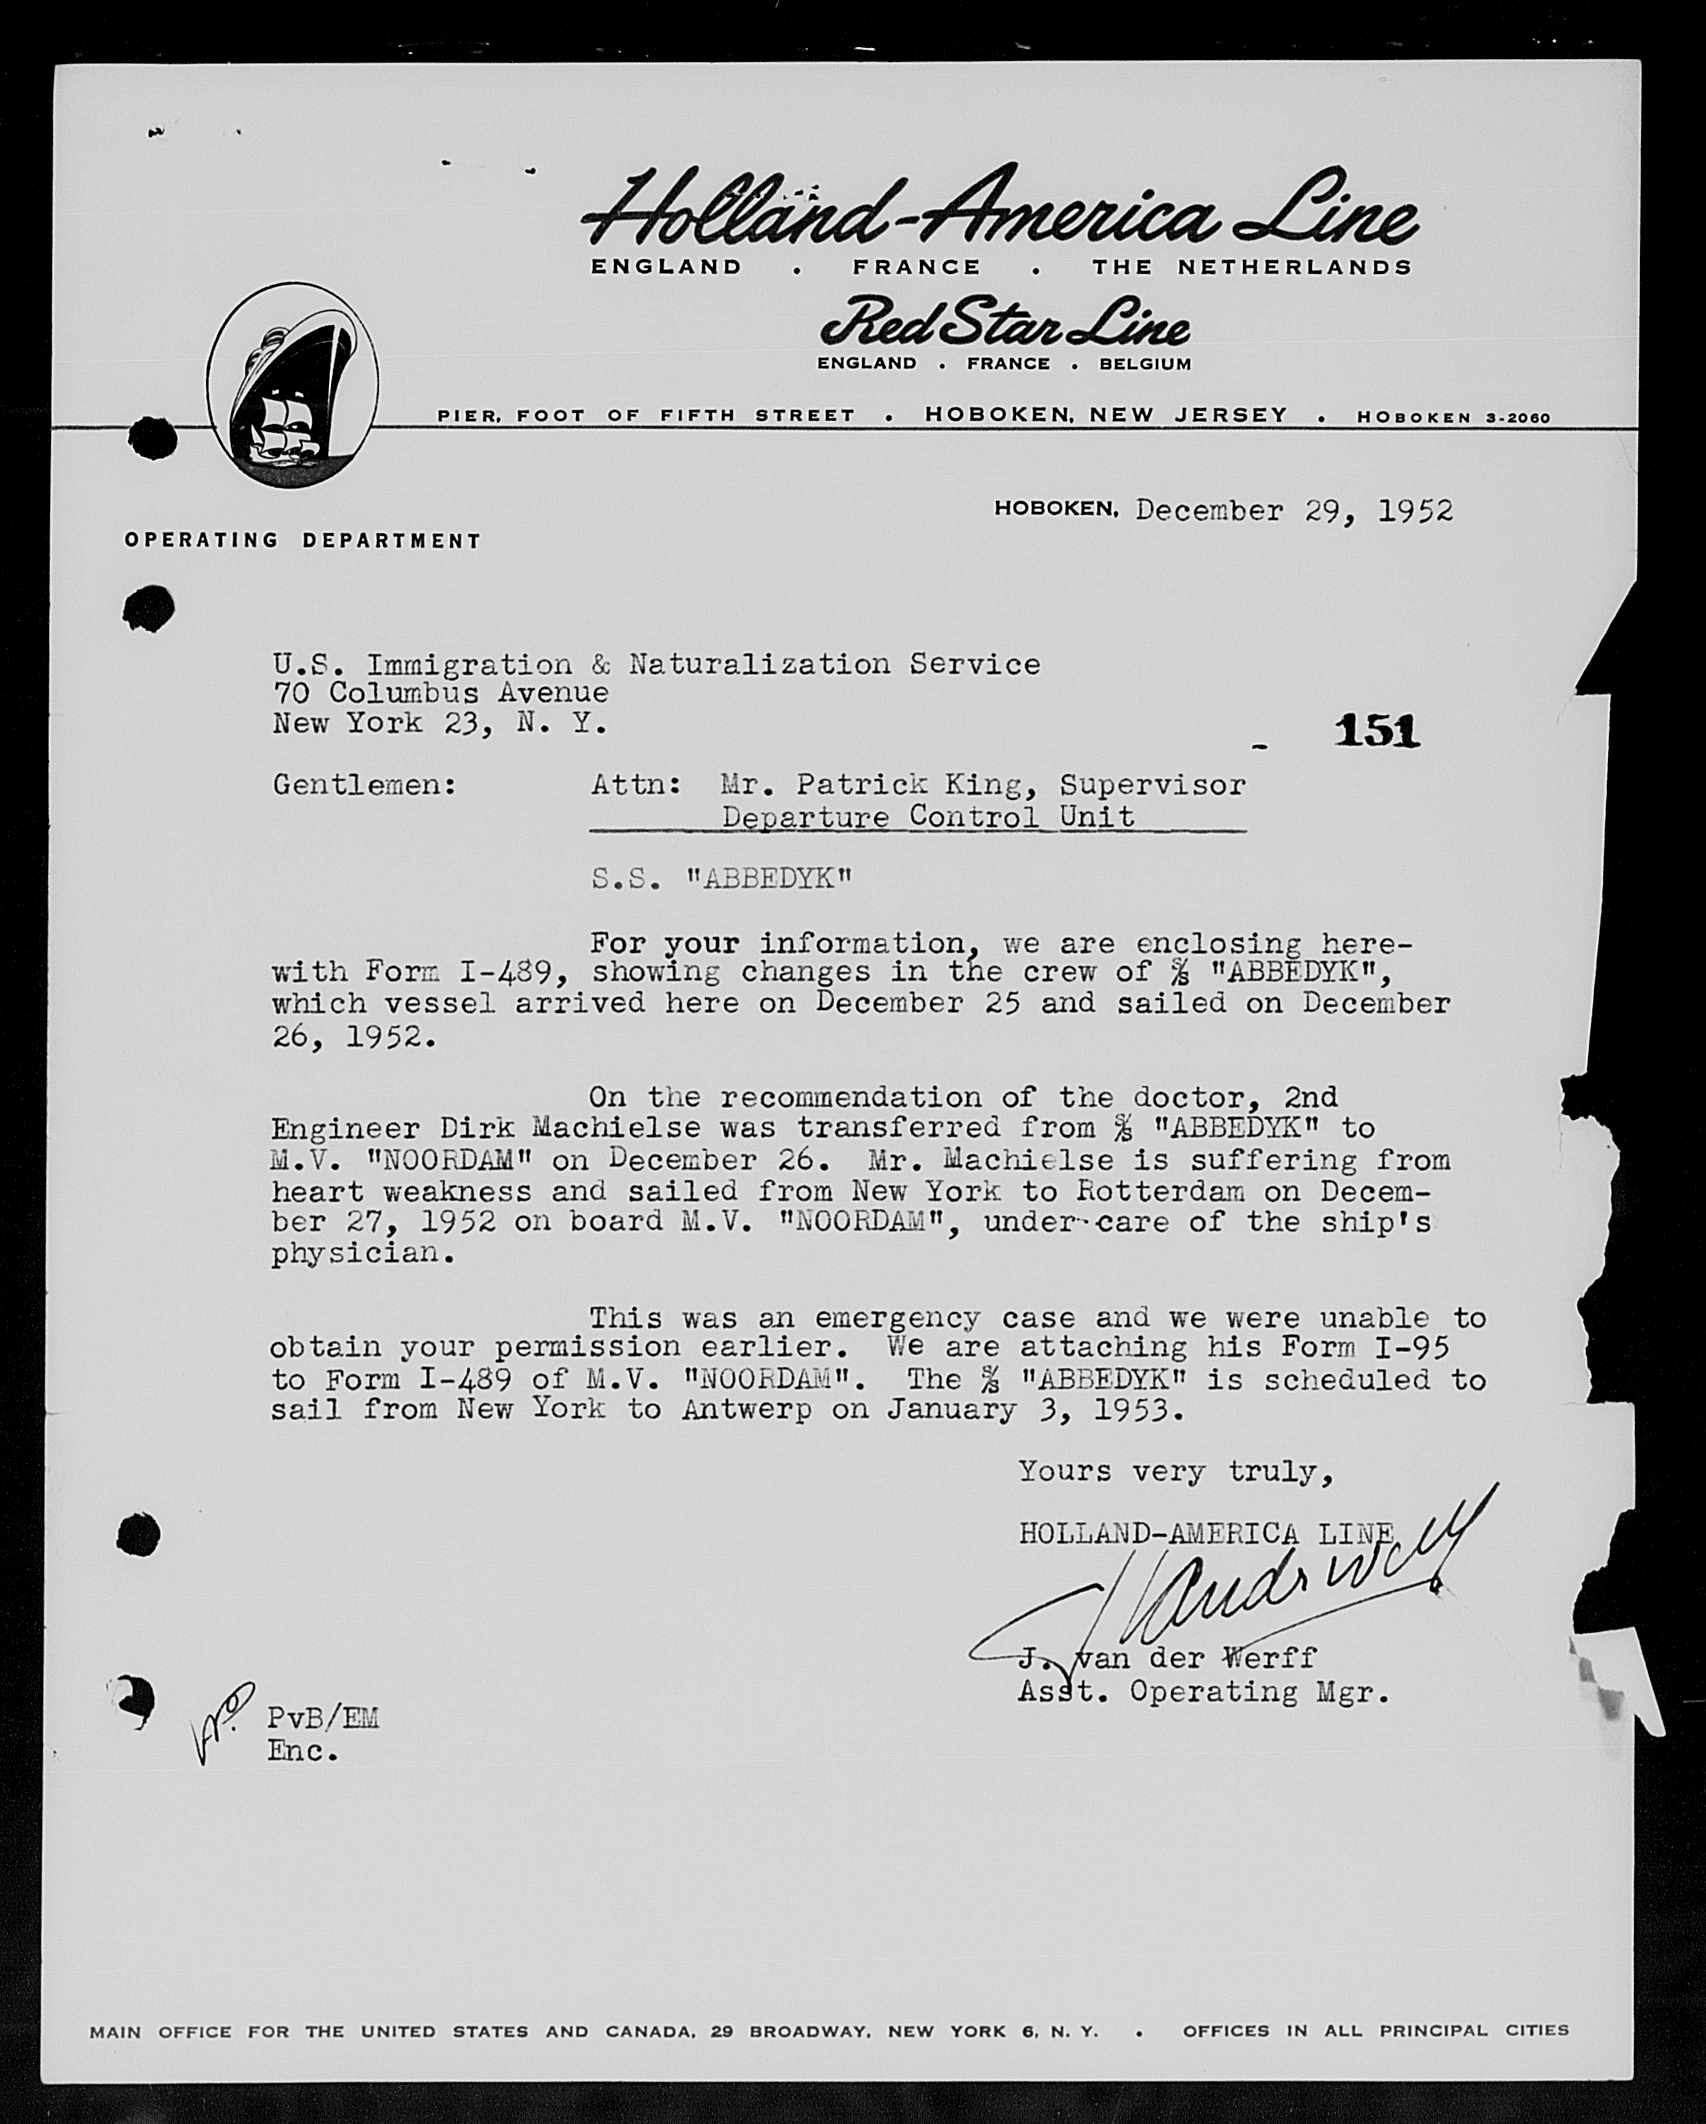 Holland-America Line
ENGLAND . FRANCE . THE NETHERLANDS
Red Star Line
ENGLAND . FRANCE . BELGIUM
PIER, FOOT OF FIFTH STREET . HOBOKEN, NEW JERSEY . HOBOKEN 3-2060
HOBOKEN, December 29, 1952
OPERATING DEPARTMENT
U.S. Immigration & Naturalization Service
70 Columbus Avenue
New York 23, N. Y.
- 151
Gentlemen: Attn: Mr. Patrick King, Supervisor
Departure Control Unit
S.S. "ABBEDYK"
For your information, we are enclosing here-
with Form I-489, showing changes in the crew of S/S "ABBEDYK",
which vessel arrived here on December 25 and sailed on December
26, 1952.
On the recommendation of the doctor, 2nd
Engineer Dirk Machielse was transferred from S/S "ABBEDYK" to
M.V. "NOORDAM" on December 26. Mr. Machielse is suffering from
heart weakness and sailed from New York to Rotterdam on Decem-
ber 27, 1952 on board M.V. "NOORDAM", under care of the ship's
physician.
This was an emergency case and we were unable to
obtain your permission earlier. We are attaching his Form I-95
to Form I-489 of M.V. "NOORDAM". The S/S "ABBEDYK" is scheduled to
sail from New York to Antwerp on January 3, 1953.
Yours very truly,
HOLLAND-AMERICA LINE
J. van der Werff
Asst. Operating Mgr.
PvB/EM
Enc.
MAIN OFFICE FOR THE UNITED STATES AND CANADA, 29 BROADWAY, NEW YORK 6, N. Y. . OFFICES IN ALL PRINCIPAL CITIES